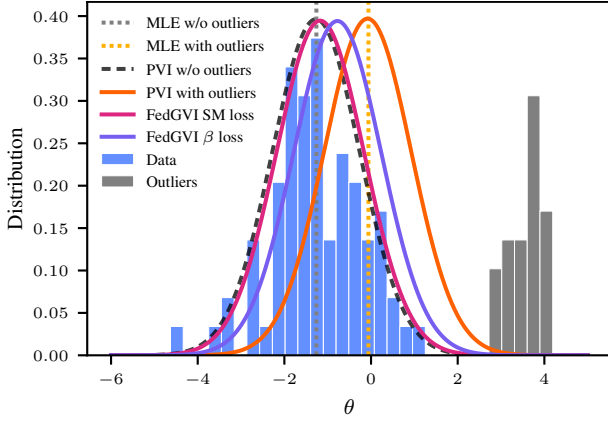 0.40
0.35
0.30
0.25
0.20
0.15
0.10
0.05
0.00
Distribution
MLE w/o outliers
MLE with outliers
PVI w/o outliers
PVI with outliers
FedGVI SM loss
FedGVI β loss
Data
Outliers
−6
−4
−2
0
2
4
θ